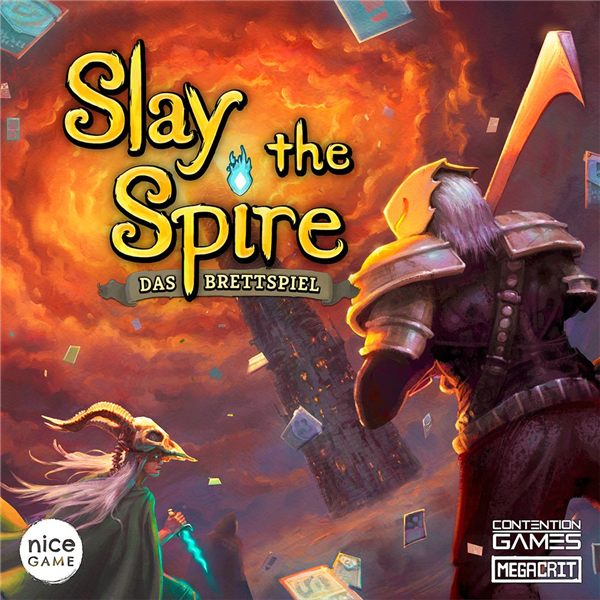 Slay
the
Spire
DAS BRETTSPIEL
nice
GAME
CONTENTION
GAMES
MEGACRIT